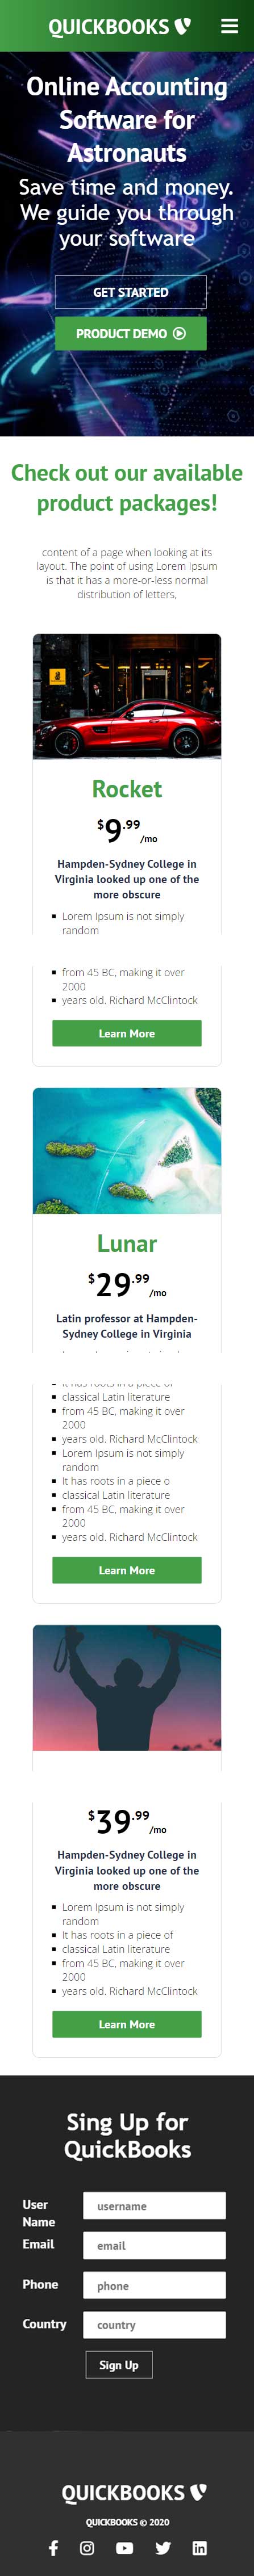 QUICKBOOKS
Online Accounting
Software for
Astronauts
Save time and money.
We guide you through
your software
GET STARTED
PRODUCT DEMO
Check out our available
product packages!
content of a page when looking at its
layout. The point of using Lorem Ipsum
is that it has a more-or-less normal
distribution of letters,
Rocket
$9.99
/mo
Hampden-Sydney College in
Virginia looked up one of the
more obscure
Lorem Ipsum is not simply
random
from 45 BC, making it over
2000
years old. Richard McClintock
Learn More
Lunar
$29.99
/mo
Latin professor at Hampden-
Sydney College in Virginia
classical Latin literature
from 45 BC, making it over
2000
years old. Richard McClintock
Lorem Ipsum is not simply
random
It has roots in a piece o
classical Latin literature
from 45 BC, making it over
2000
years old. Richard McClintock
Learn More
$39.99
/mo
Hampden-Sydney College in
Virginia looked up one of the
more obscure
Lorem Ipsum is not simply
random
It has roots in a piece of
classical Latin literature
from 45 BC, making it over
2000
years old. Richard McClintock
Learn More
Sing Up for
QuickBooks
User
Name
username
Email
email
Phone
phone
Country
country
Sign Up
QUICKBOOKS
QUICKBOOKS © 2020